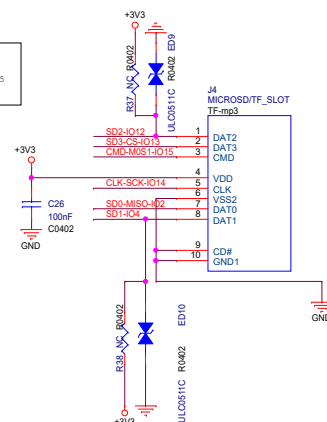 +3V3
R0402
R37 NC
ED9
R0402
ULC0511C
J4
MICROSD/TF_SLOT
TF-mp3
5
SD2-IO12 1 DAT2
SD3-CS-IO13 2 DAT3
CMD-M0S1-IO15 3 CMD
+3V3
4 VDD
CLK-SCK-IO14 5 CLK
6 VSS2
SD0-MISO-IO2 7 DAT0
SD1-IO4 8 DAT1
C26
100nF
C0402
GND
9 CD#
10 GND1
R0402
R38 NC
ED10
R0402
ULC0511C
GND
+3V3